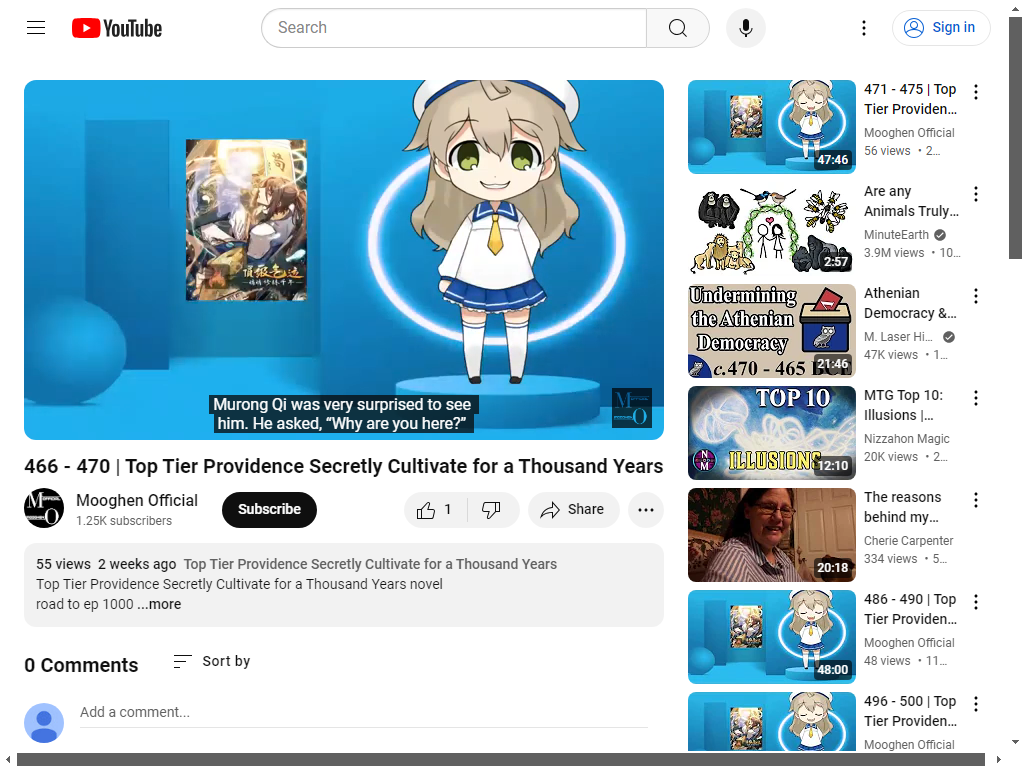 YouTube
Search
Sign in
Murong Qi was very surprised to see
him. He asked, “Why are you here?”
466 - 470 | Top Tier Providence Secretly Cultivate for a Thousand Years
Mooghen Official
1.25K subscribers
Subscribe
1
Share
55 views 2 weeks ago Top Tier Providence Secretly Cultivate for a Thousand Years
Top Tier Providence Secretly Cultivate for a Thousand Years novel
road to ep 1000 ...more
0 Comments
Sort by
Add a comment...
471 - 475 | Top
Tier Providen…
Mooghen Official
56 views • 2…
47:46
Are any
Animals Truly…
MinuteEarth
3.9M views • 10…
2:57
Undermining
the Athenian
Democracy
c.470 - 465 BCE
21:46
Athenian
Democracy &…
M. Laser Hi…
47K views • 1…
TOP 10
ILLUSIONS
12:10
MTG Top 10:
Illusions |…
Nizzahon Magic
20K views • 2…
20:18
The reasons
behind my…
Cherie Carpenter
334 views • 5…
48:00
486 - 490 | Top
Tier Providen…
Mooghen Official
48 views • 11…
496 - 500 | Top
Tier Providen…
Mooghen Official